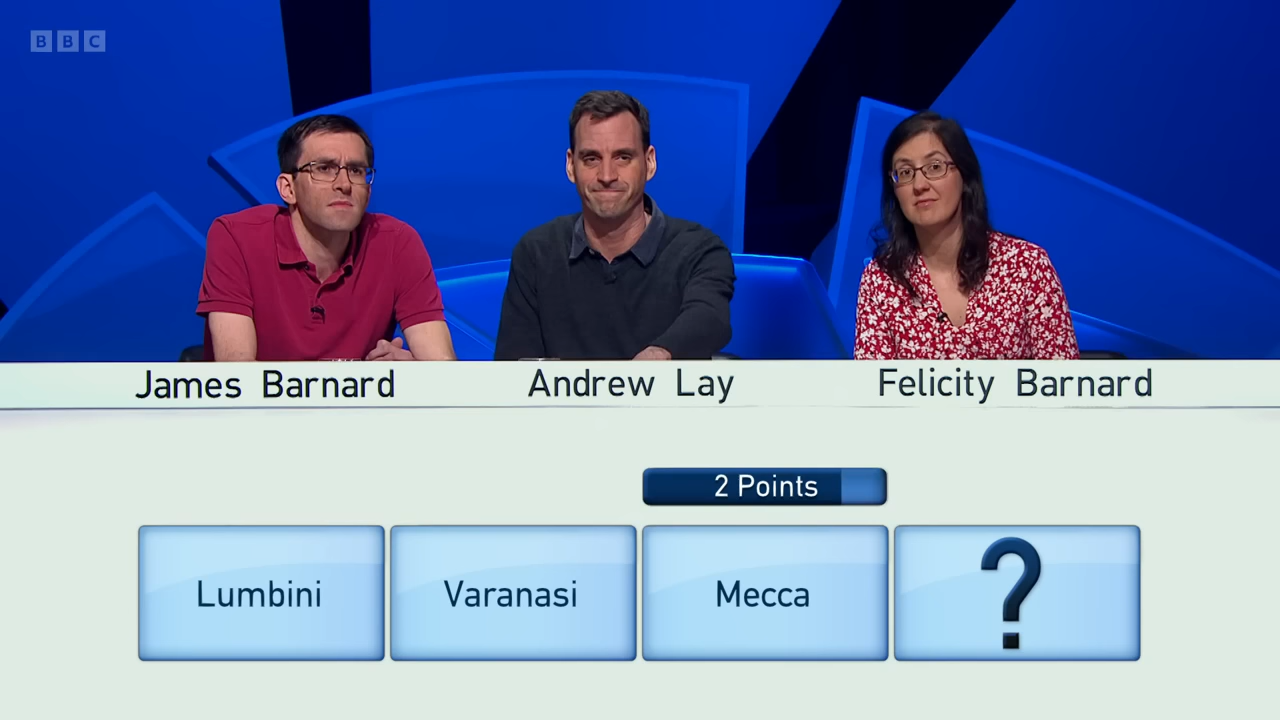 BBC
James Barnard
Andrew Lay
Felicity Barnard
2 Points
Lumbini
Varanasi
Mecca
?